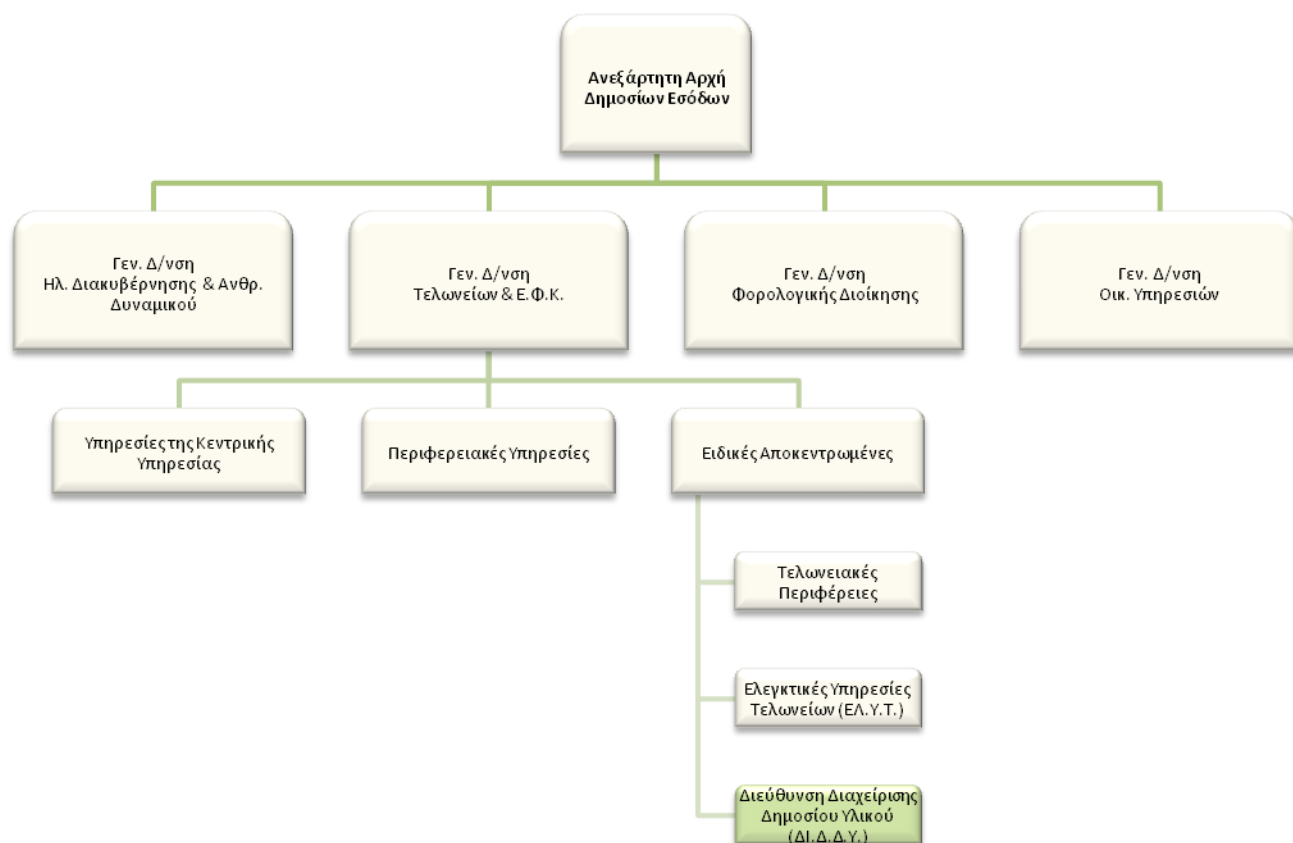 Ανεξάρτητη Αρχή
Δημοσίων Εσόδων
Γεν. Δ/νση
Ηλ. Διακυβέρνησης & Ανθρ.
Δυναμικού
Γεν. Δ/νση
Τελωνείων & Ε.Φ.Κ.
Γεν. Δ/νση
Φορολογικής Διοίκησης
Γεν. Δ/νση
Οικ. Υπηρεσιών
Υπηρεσίες της Κεντρικής
Υπηρεσίας
Περιφερειακές Υπηρεσίες
Ειδικές Αποκεντρωμένες
Τελωνειακές
Περιφέρειες
Ελεγκτικές Υπηρεσίες
Τελωνείων (ΕΛ.Υ.Τ.)
Διεύθυνση Διαχείρισης
Δημοσίου Υλικού
(ΔΙ.Δ.Δ.Υ.)